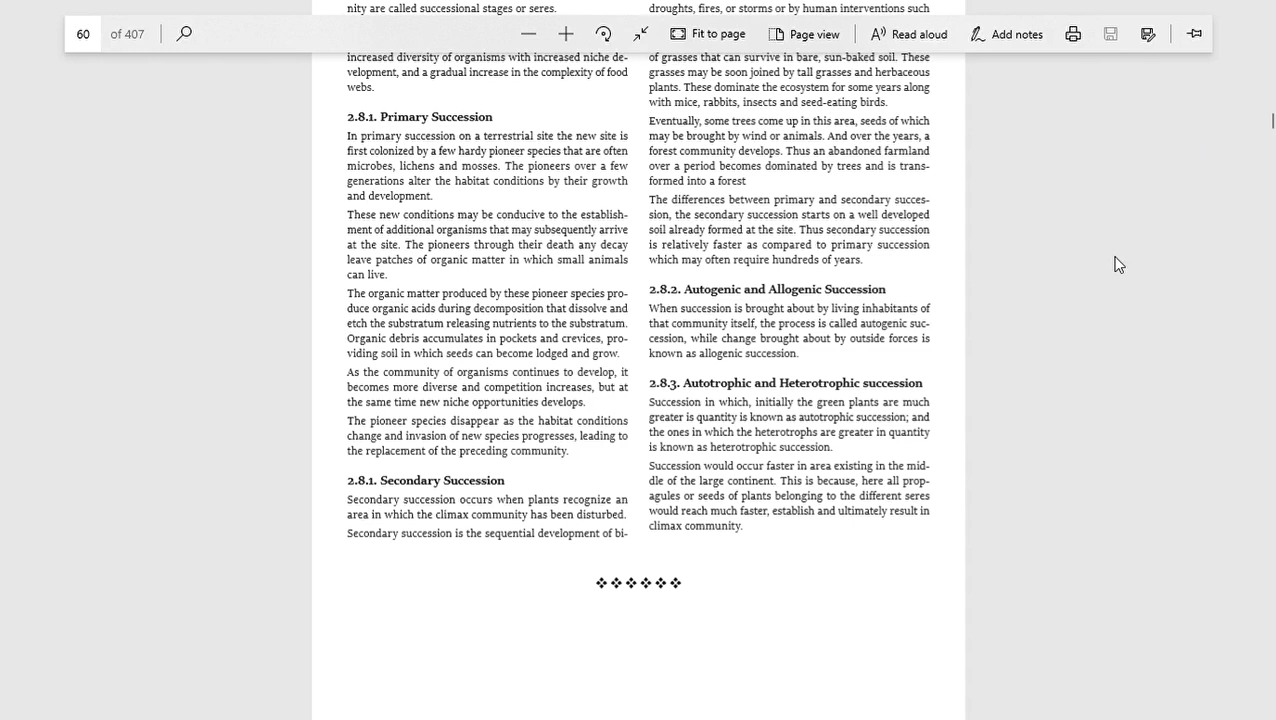 nity are called successional stages or seres.
droughts, fires, or storms or by human interventions such
60 of 407
Fit to page
Page view
Read aloud
Add notes
increased diversity of organisms with increased niche de-
velopment, and a gradual increase in the complexity of food
webs.
2.8.1. Primary Succession
In primary succession on a terrestrial site the new site is
first colonized by a few hardy pioneer species that are often
microbes, lichens and mosses. The pioneers over a few
generations alter the habitat conditions by their growth
and development.
These new conditions may be conducive to the establish-
ment of additional organisms that may subsequently arrive
at the site. The pioneers through their death any decay
leave patches of organic matter in which small animals
can live.
The organic matter produced by these pioneer species pro-
duce organic acids during decomposition that dissolve and
etch the substratum releasing nutrients to the substratum.
Organic debris accumulates in pockets and crevices, pro-
viding soil in which seeds can become lodged and grow.
As the community of organisms continues to develop, it
becomes more diverse and competition increases, but at
the same time new niche opportunities develops.
The pioneer species disappear as the habitat conditions
change and invasion of new species progresses, leading to
the replacement of the preceding community.
2.8.1. Secondary Succession
Secondary succession occurs when plants recognize an
area in which the climax community has been disturbed.
Secondary succession is the sequential development of bi-
of grasses that can survive in bare, sun-baked soil. These
grasses may be soon joined by tall grasses and herbaceous
plants. These dominate the ecosystem for some years along
with mice, rabbits, insects and seed-eating birds.
Eventually, some trees come up in this area, seeds of which
may be brought by wind or animals. And over the years, a
forest community develops. Thus an abandoned farmland
over a period becomes dominated by trees and is trans-
formed into a forest
The differences between primary and secondary succes-
sion, the secondary succession starts on a well developed
soil already formed at the site. Thus secondary succession
is relatively faster as compared to primary succession
which may often require hundreds of years.
2.8.2. Autogenic and Allogenic Succession
When succession is brought about by living inhabitants of
that community itself, the process is called autogenic suc-
cession, while change brought about by outside forces is
known as allogenic succession.
2.8.3. Autotrophic and Heterotrophic succession
Succession in which, initially the green plants are much
greater is quantity is known as autotrophic succession; and
the ones in which the heterotrophs are greater in quantity
is known as heterotrophic succession.
Succession would occur faster in area existing in the mid-
dle of the large continent. This is because, here all prop-
agules or seeds of plants belonging to the different seres
would reach much faster, establish and ultimately result in
climax community.